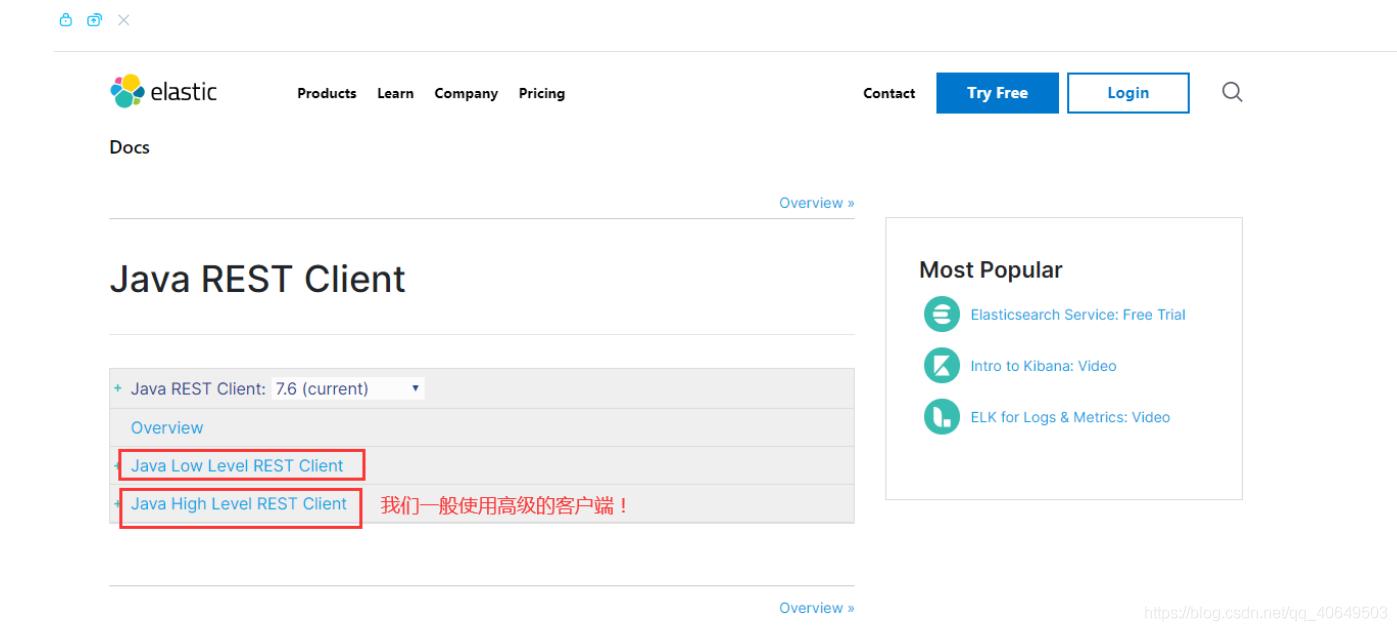 elastic
Products Learn Company Pricing
Contact Try Free Login
Docs
Overview »
Java REST Client
+ Java REST Client: 7.6 (current)
Overview
+ Java Low Level REST Client
+ Java High Level REST Client 我们一般使用高级的客户端！
Overview »
Most Popular
Elasticsearch Service: Free Trial
Intro to Kibana: Video
ELK for Logs & Metrics: Video
https://blog.csdn.net/qq_40649503